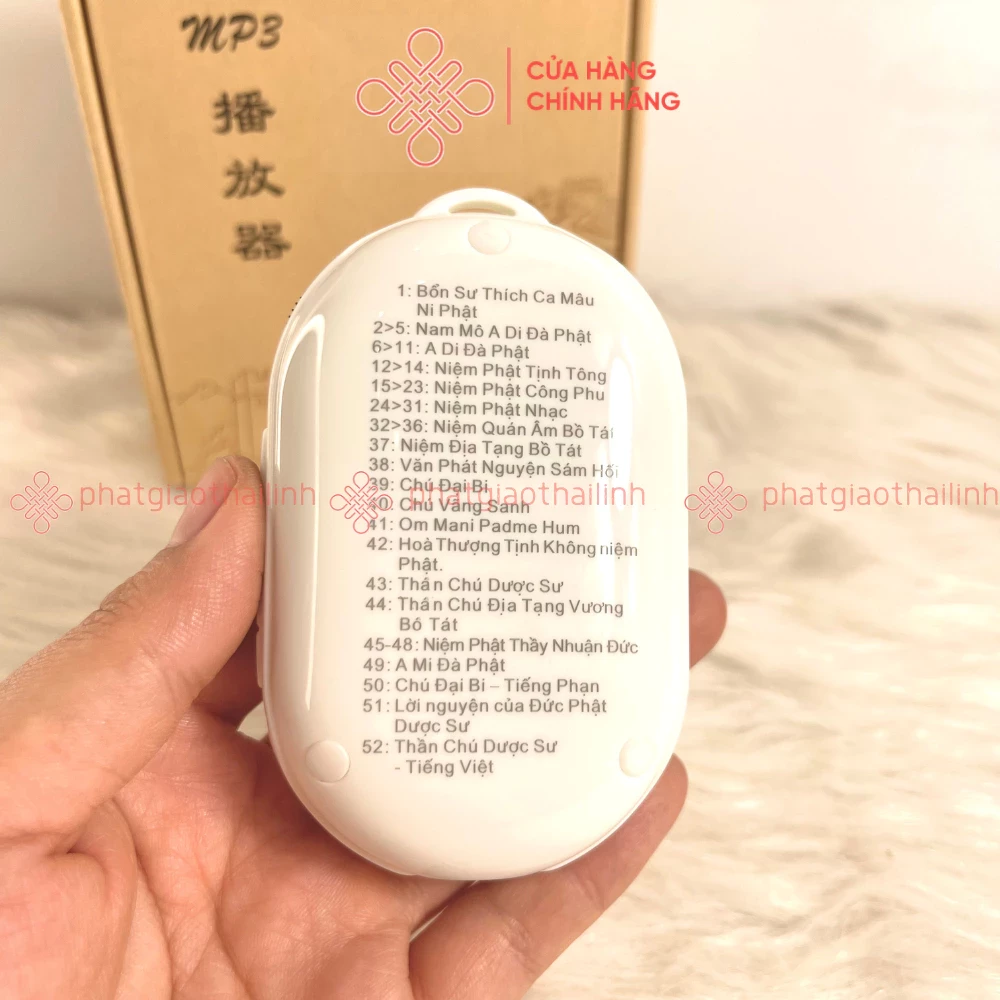 MP3
播
放
器
CỬA HÀNG
CHÍNH HÃNG
1: Bổn Sư Thích Ca Mâu
Ni Phật
2>5: Nam Mô A Di Đà Phật
6>11: A Di Đà Phật
12>14: Niệm Phật Tịnh Tông
15>23: Niệm Phật Công Phu
24>31: Niệm Phật Nhạc
32>36: Niệm Quán Âm Bồ Tát
37: Niệm Địa Tạng Bồ Tát
38: Văn Phát Nguyện Sám Hối
39: Chú Đại Bi
phatgiaothailinh phatgiaothailinh phatgiaothailinh
40: Chú Vãng Sanh
41: Om Mani Padme Hum
42: Hoà Thượng Tịnh Không niệm
Phật.
43: Thần Chú Dược Sư
44: Thần Chú Địa Tạng Vương
Bó Tát
45-48: Niệm Phật Thầy Nhuận Đức
49: A Mi Đà Phật
50: Chú Đại Bi – Tiếng Phạn
51: Lời nguyện của Đức Phật
Dược Sư
52: Thần Chú Dược Sư
- Tiếng Việt